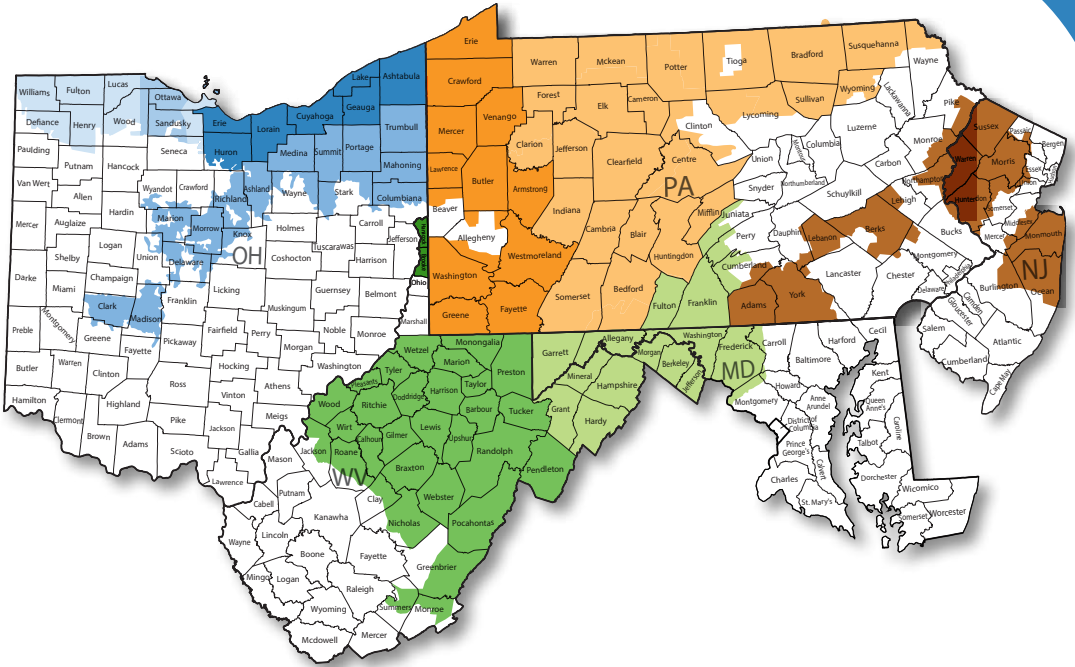 Williams
Fulton
Lucas
Ottawa
Defiance
Henry
Wood
Sandusky
Erie
Lorain
Cuyahoga
Lake
Geauga
Ashtabula
Trumbull
Paulding
Putnam
Hancock
Seneca
Huron
Medina
Summit
Portage
Mahoning
Van Wert
Allen
Wyandot
Crawford
Richland
Ashland
Wayne
Stark
Columbiana
Mercer
Auglaize
Hardin
Marion
Morrow
Knox
Holmes
Carroll
Jefferson
Shelby
Logan
Union
Delaware
OH
Coshocton
Tuscarawas
Harrison
Darke
Miami
Champaign
Licking
Guernsey
Belmont
Clark
Madison
Franklin
Muskingum
Preble
Montgomery
Greene
Fayette
Pickaway
Fairfield
Perry
Morgan
Noble
Monroe
Butler
Warren
Clinton
Ross
Hocking
Athens
Washington
Hamilton
Clermont
Highland
Vinton
Meigs
Brown
Adams
Pike
Jackson
Scioto
Gallia
Lawrence
Erie
Crawford
Warren
Mckean
Potter
Tioga
Bradford
Susquehanna
Wayne
Mercer
Venango
Forest
Elk
Cameron
Clinton
Lycoming
Sullivan
Wyoming
Lackawanna
Pike
Lawrence
Butler
Clarion
Jefferson
Clearfield
Centre
PA
Union
Montour
Columbia
Luzerne
Monroe
Carbon
Beaver
Allegheny
Armstrong
Indiana
Cambria
Blair
Huntingdon
Mifflin
Juniata
Snyder
Northumberland
Schuylkill
Northampton
Lehigh
Washington
Westmoreland
Perry
Dauphin
Lebanon
Berks
Bucks
Greene
Fayette
Somerset
Bedford
Fulton
Franklin
Cumberland
Adams
York
Lancaster
Chester
Montgomery
Delaware
Philadelphia
Sussex
Passaic
Bergen
Warren
Morris
Essex
Hunterdon
Somerset
Middlesex
Mercer
Monmouth
NJ
Ocean
Burlington
Camden
Gloucester
Salem
Atlantic
Cumberland
Cape May
Ohio
Marshall
Wetzel
Monongalia
Marion
Preston
Tyler
Pleasants
Doddridge
Harrison
Taylor
Wood
Ritchie
Barbour
Tucker
Wirt
Calhoun
Gilmer
Lewis
Upshur
Randolph
Jackson
Roane
WV
Braxton
Pendleton
Mason
Clay
Webster
Putnam
Cabell
Kanawha
Nicholas
Pocahontas
Wayne
Lincoln
Boone
Fayette
Greenbrier
Mingo
Logan
Raleigh
Summers
Monroe
Wyoming
Mcdowell
Mercer
Mineral
Hampshire
Grant
Hardy
Morgan
Berkeley
Jefferson
Garrett
Allegany
Washington
Frederick
MD
Carroll
Baltimore
Harford
Cecil
Kent
Montgomery
Howard
Anne
Arundel
District of
Columbia
Queen
Anne's
Caroline
Prince
George's
Talbot
Calvert
Charles
St. Mary's
Dorchester
Wicomico
Somerset
Worcester